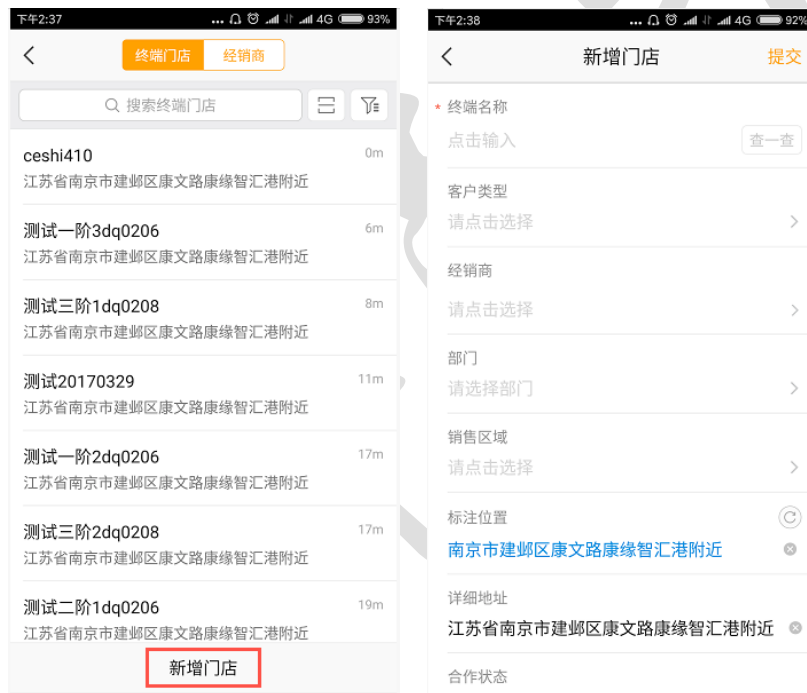 下午2:37
... 4G 93%
终端门店 经销商
搜索终端门店
ceshi410 0m
江苏省南京市建邺区康文路康缘智汇港附近
测试一阶3dq0206 6m
江苏省南京市建邺区康文路康缘智汇港附近
测试三阶1dq0208 8m
江苏省南京市建邺区康文路康缘智汇港附近
测试20170329 11m
江苏省南京市建邺区康文路康缘智汇港附近
测试一阶2dq0206 17m
江苏省南京市建邺区康文路康缘智汇港附近
测试三阶2dq0208 17m
江苏省南京市建邺区康文路康缘智汇港附近
测试二阶1dq0206 19m
江苏省南京市建邺区康文路康缘智汇港附近
新增门店
下午2:38
... 4G 92%
新增门店 提交
* 终端名称
点击输入 查一查
客户类型
请点击选择
经销商
请点击选择
部门
请选择部门
销售区域
请点击选择
标注位置
南京市建邺区康文路康缘智汇港附近
详细地址
江苏省南京市建邺区康文路康缘智汇港附近
合作状态